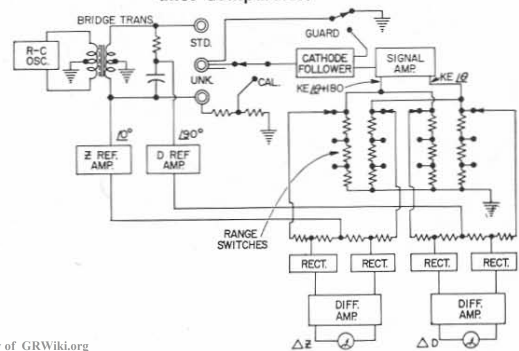 BRIDGE TRANS.
R-C
OSC.
STD.
UNK.
GUARD
CATHODE
FOLLOWER
SIGNAL
AMP.
KE/θ
KE/θ+180
CAL.
/0°
/90°
Z REF.
AMP.
D REF
AMP.
RANGE
SWITCHES
RECT.
RECT.
RECT.
RECT.
DIFF.
AMP.
DIFF.
AMP.
ΔZ
ΔD
of GRWiki.org